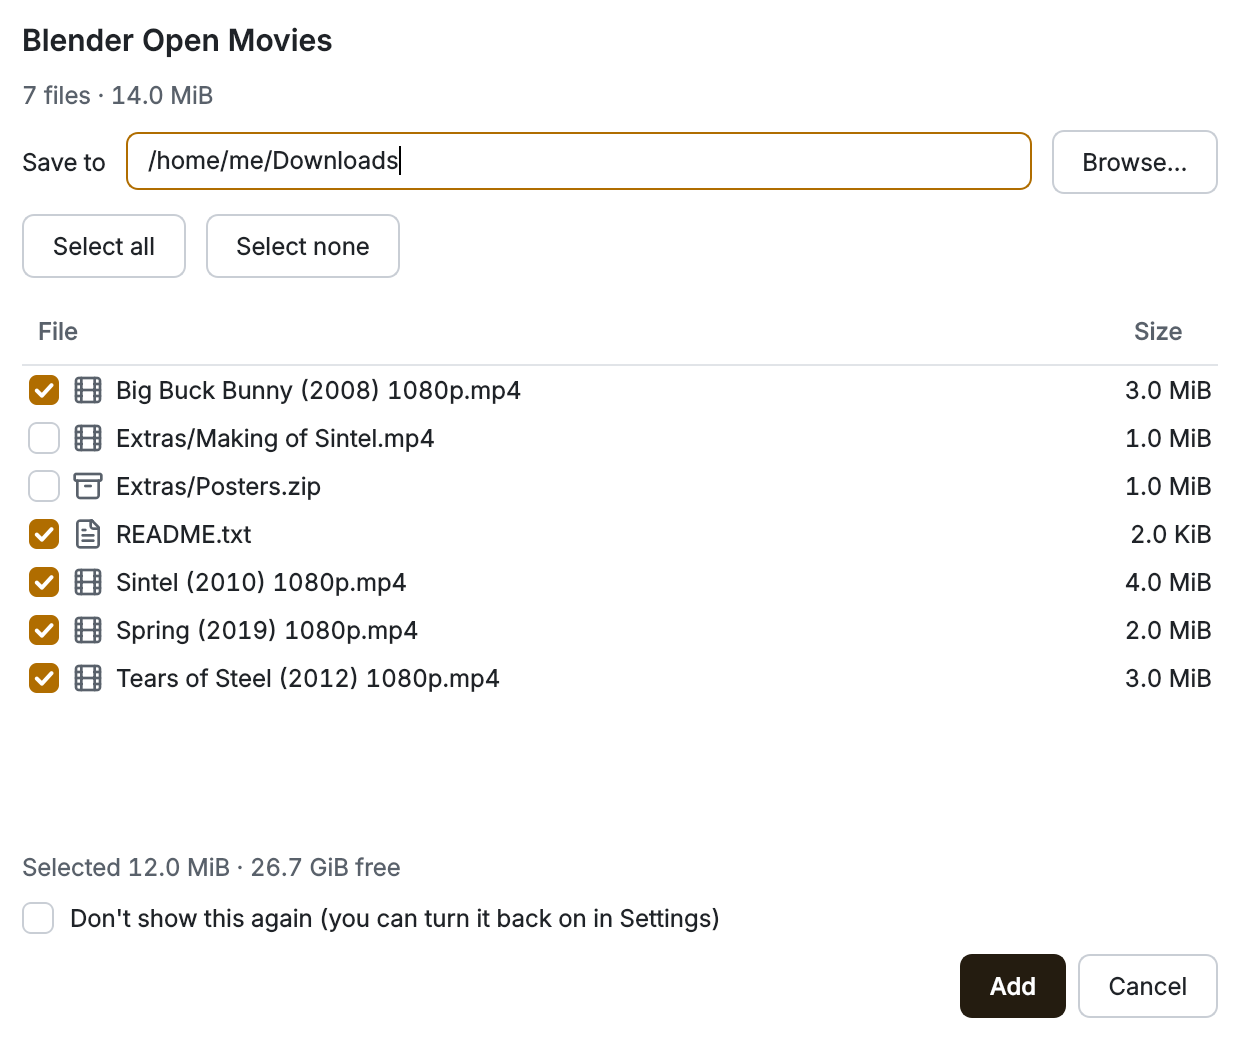 Blender Open Movies
7 files · 14.0 MiB
Save to /home/me/Downloads Browse...
Select all Select none
File Size
Big Buck Bunny (2008) 1080p.mp4 3.0 MiB
Extras/Making of Sintel.mp4 1.0 MiB
Extras/Posters.zip 1.0 MiB
README.txt 2.0 KiB
Sintel (2010) 1080p.mp4 4.0 MiB
Spring (2019) 1080p.mp4 2.0 MiB
Tears of Steel (2012) 1080p.mp4 3.0 MiB
Selected 12.0 MiB · 26.7 GiB free
Don't show this again (you can turn it back on in Settings)
Add Cancel